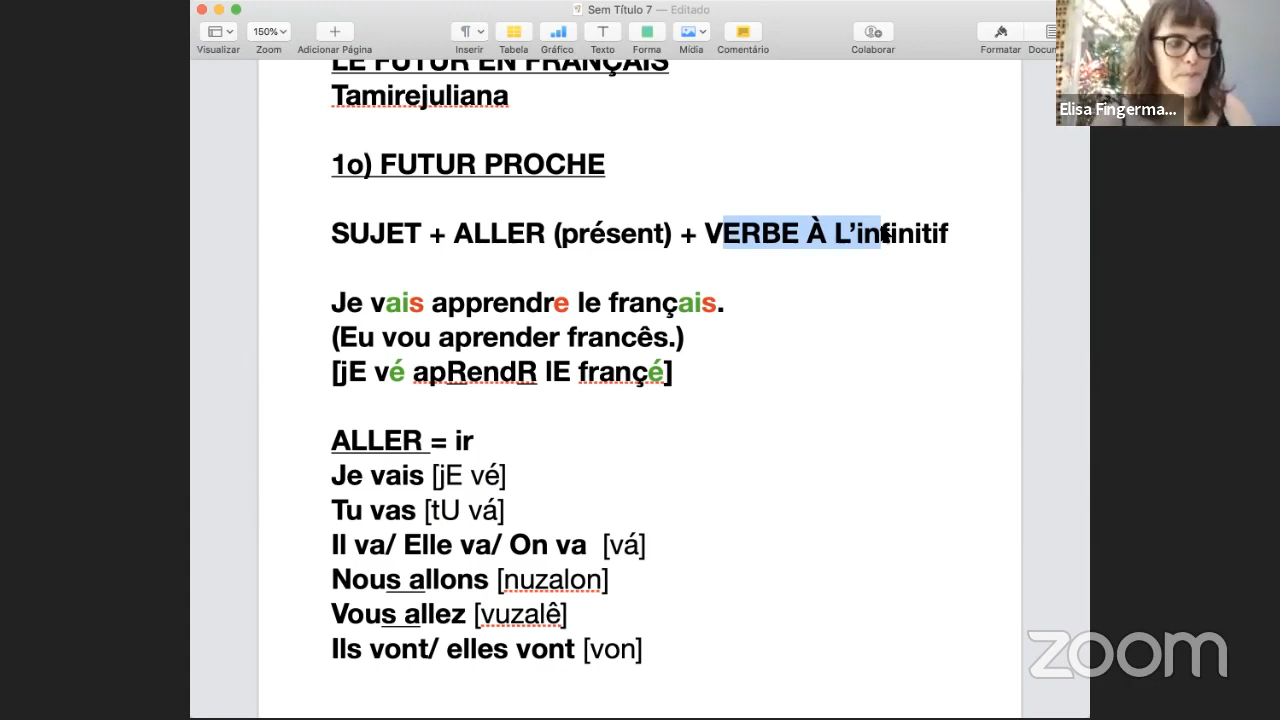 Sem Título 7 — Editado
150%
Visualizar Zoom Adicionar Página Inserir Tabela Gráfico Texto Forma Mídia Comentário Colaborar Formatar Docum
LE FUTUR EN FRANÇAIS
Tamirejuliana
1o) FUTUR PROCHE
SUJET + ALLER (présent) + VERBE À L’infinitif
Je vais apprendre le français.
(Eu vou aprender francês.)
[jE vé apRendR lE françé]
ALLER = ir
Je vais [jE vé]
Tu vas [tU vá]
Il va/ Elle va/ On va [vá]
Nous allons [nuzalon]
Vous allez [vuzalê]
Ils vont/ elles vont [von]
Elisa Fingerma...
zoom